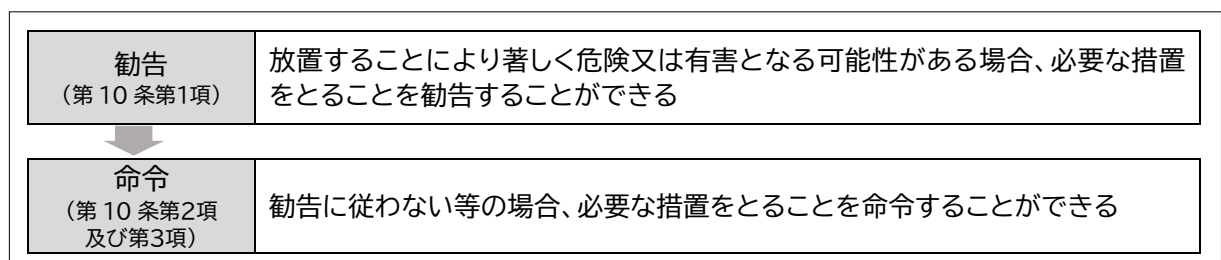 勧告
（第 10 条第1項）
放置することにより著しく危険又は有害となる可能性がある場合、必要な措置
をとることを勧告することができる
命令
（第 10 条第2項
及び第3項）
勧告に従わない等の場合、必要な措置をとることを命令することができる